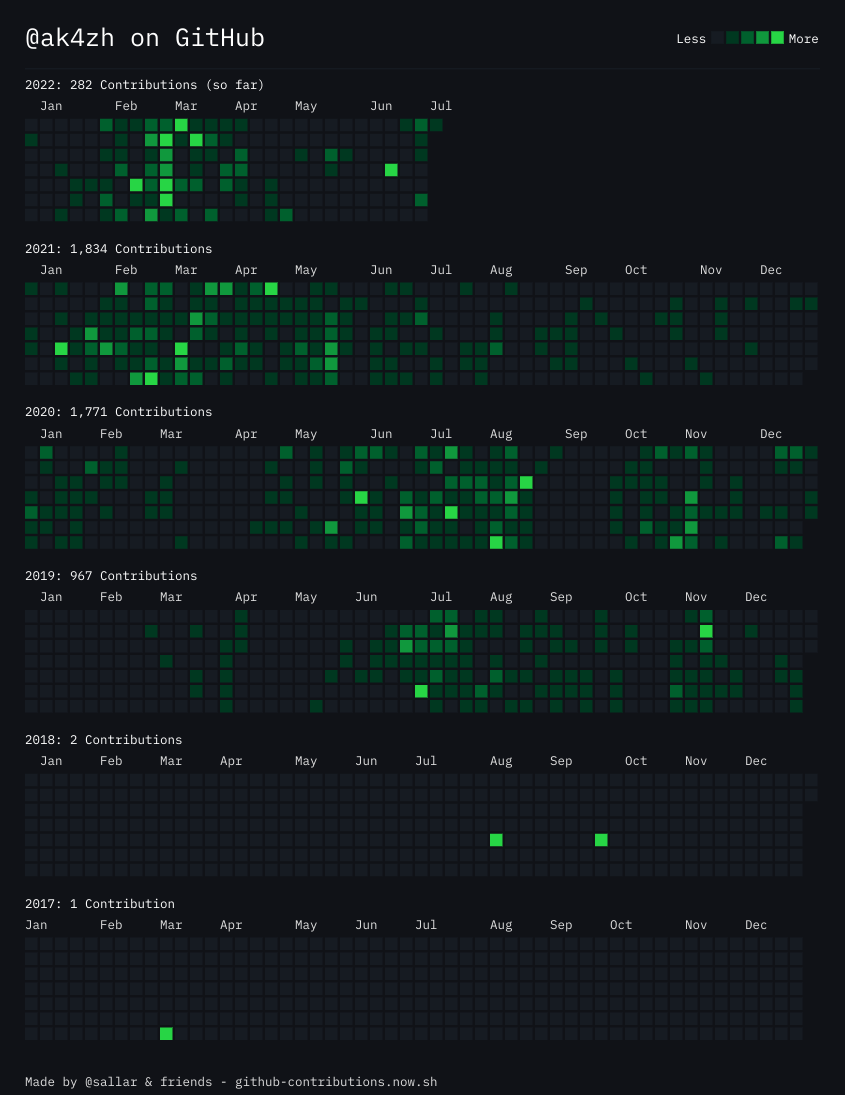 @ak4zh on GitHub
Less More
2022: 282 Contributions (so far)
Jan Feb Mar Apr May Jun Jul
2021: 1,834 Contributions
Jan Feb Mar Apr May Jun Jul Aug Sep Oct Nov Dec
2020: 1,771 Contributions
Jan Feb Mar Apr May Jun Jul Aug Sep Oct Nov Dec
2019: 967 Contributions
Jan Feb Mar Apr May Jun Jul Aug Sep Oct Nov Dec
2018: 2 Contributions
Jan Feb Mar Apr May Jun Jul Aug Sep Oct Nov Dec
2017: 1 Contribution
Jan Feb Mar Apr May Jun Jul Aug Sep Oct Nov Dec
Made by @sallar & friends - github-contributions.now.sh